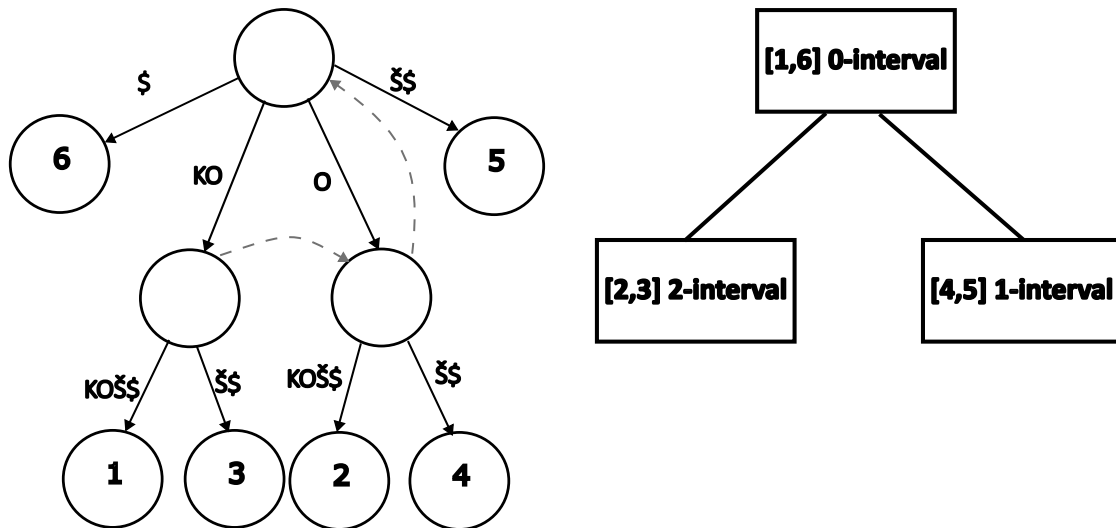 [1,6] 0-interval
$
Š$
6
5
KO
O
[2,3] 2-interval
[4,5] 1-interval
KOŠ$
Š$
KOŠ$
Š$
1
3
2
4